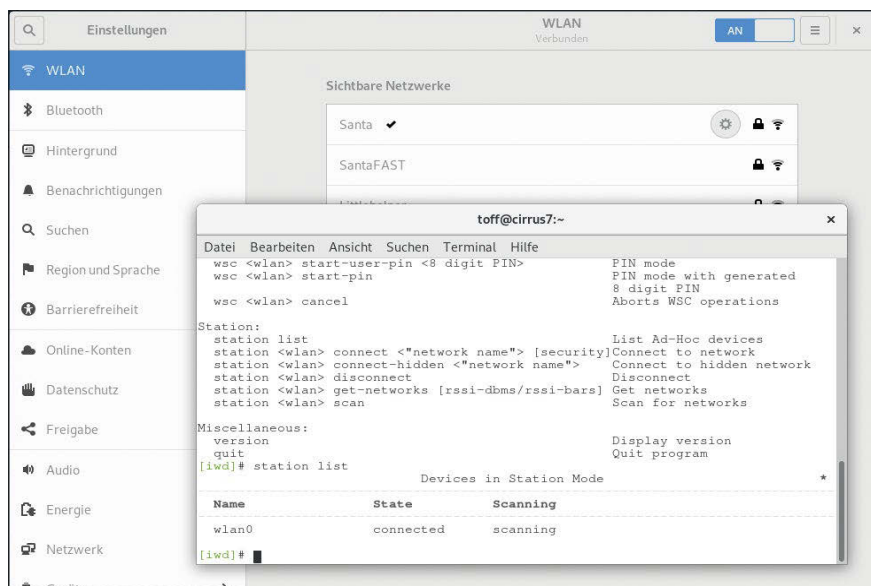 Einstellungen
WLAN
Verbunden
AN
WLAN
Bluetooth
Hintergrund
Benachrichtigungen
Suchen
Region und Sprache
Barrierefreiheit
Online-Konten
Datenschutz
Freigabe
Audio
Energie
Netzwerk
Sichtbare Netzwerke
Santa
SantaFAST
toff@cirrus7:~
Datei Bearbeiten Ansicht Suchen Terminal Hilfe
wsc <wlan> start-user-pin <8 digit PIN> PIN mode
wsc <wlan> start-pin PIN mode with generated
8 digit PIN
wsc <wlan> cancel Aborts WSC operations
Station:
station list List Ad-Hoc devices
station <wlan> connect <"network name"> [security]Connect to network
station <wlan> connect-hidden <"network name"> Connect to hidden network
station <wlan> disconnect Disconnect
station <wlan> get-networks [rssi-dbms/rssi-bars] Get networks
station <wlan> scan Scan for networks
Miscellaneous:
version Display version
quit Quit program
[iwd]# station list
Devices in Station Mode *
Name State Scanning
wlan0 connected scanning
[iwd]#